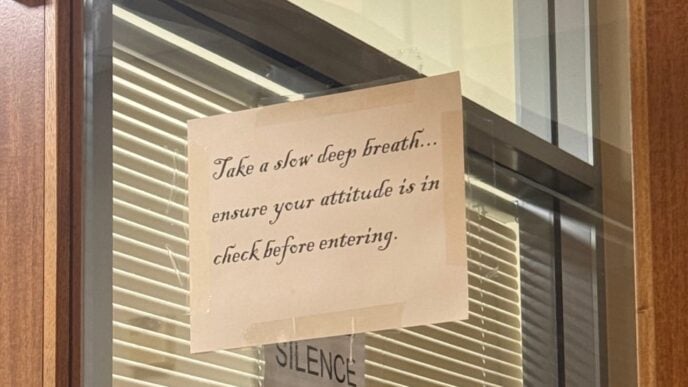 Take a slow deep breath...
ensure your attitude is in
check before entering.
SILENCE